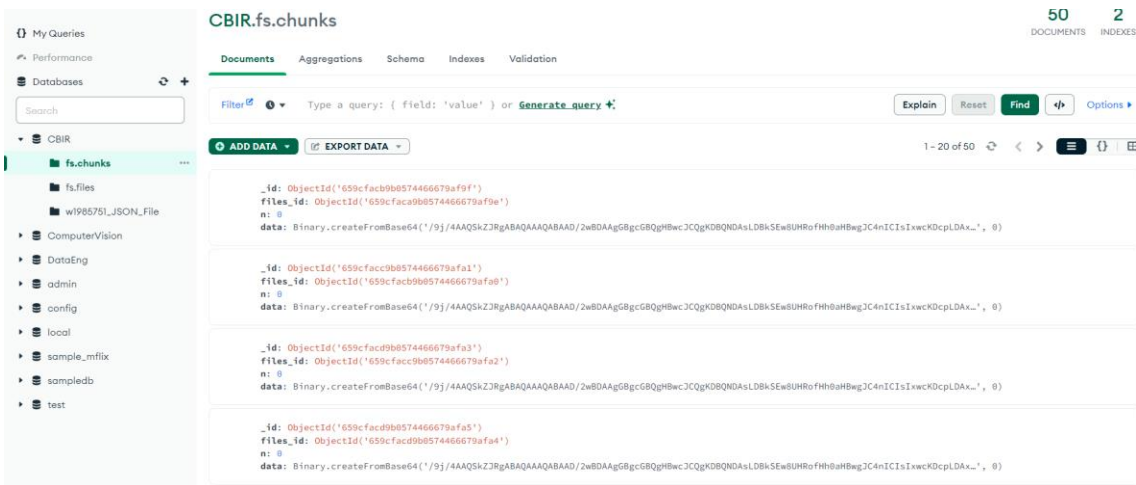 My Queries
Performance
Databases
Search
CBIR
fs.chunks
fs.files
w1985751_JSON_File
ComputerVision
DataEng
admin
config
local
sample_mflix
sampledb
test
CBIR.fs.chunks
50 2
DOCUMENTS INDEXES
Documents Aggregations Schema Indexes Validation
Filter Type a query: { field: 'value' } or Generate query Explain Reset Find </> Options
ADD DATA EXPORT DATA 1 – 20 of 50 {}
_id: ObjectId('659cfacb9b0574466679af9f')
files_id: ObjectId('659cfaca9b0574466679af9e')
n: 0
data: Binary.createFromBase64('/9j/4AAQSkZJRgABAQAAAQABAAD/2wBDAAgGBgcGBQgHBwcJCQgKDBQNDAsLDBkSEw8UHRofHh0aHBwgJC4nICIsIxwcKDcpLDAx…', 0)
_id: ObjectId('659cfacc9b0574466679afa1')
files_id: ObjectId('659cfacb9b0574466679afa0')
n: 0
data: Binary.createFromBase64('/9j/4AAQSkZJRgABAQAAAQABAAD/2wBDAAgGBgcGBQgHBwcJCQgKDBQNDAsLDBkSEw8UHRofHh0aHBwgJC4nICIsIxwcKDcpLDAx…', 0)
_id: ObjectId('659cfacd9b0574466679afa3')
files_id: ObjectId('659cfacc9b0574466679afa2')
n: 0
data: Binary.createFromBase64('/9j/4AAQSkZJRgABAQAAAQABAAD/2wBDAAgGBgcGBQgHBwcJCQgKDBQNDAsLDBkSEw8UHRofHh0aHBwgJC4nICIsIxwcKDcpLDAx…', 0)
_id: ObjectId('659cfacd9b0574466679afa5')
files_id: ObjectId('659cfacd9b0574466679afa4')
n: 0
data: Binary.createFromBase64('/9j/4AAQSkZJRgABAQAAAQABAAD/2wBDAAgGBgcGBQgHBwcJCQgKDBQNDAsLDBkSEw8UHRofHh0aHBwgJC4nICIsIxwcKDcpLDAx…', 0)